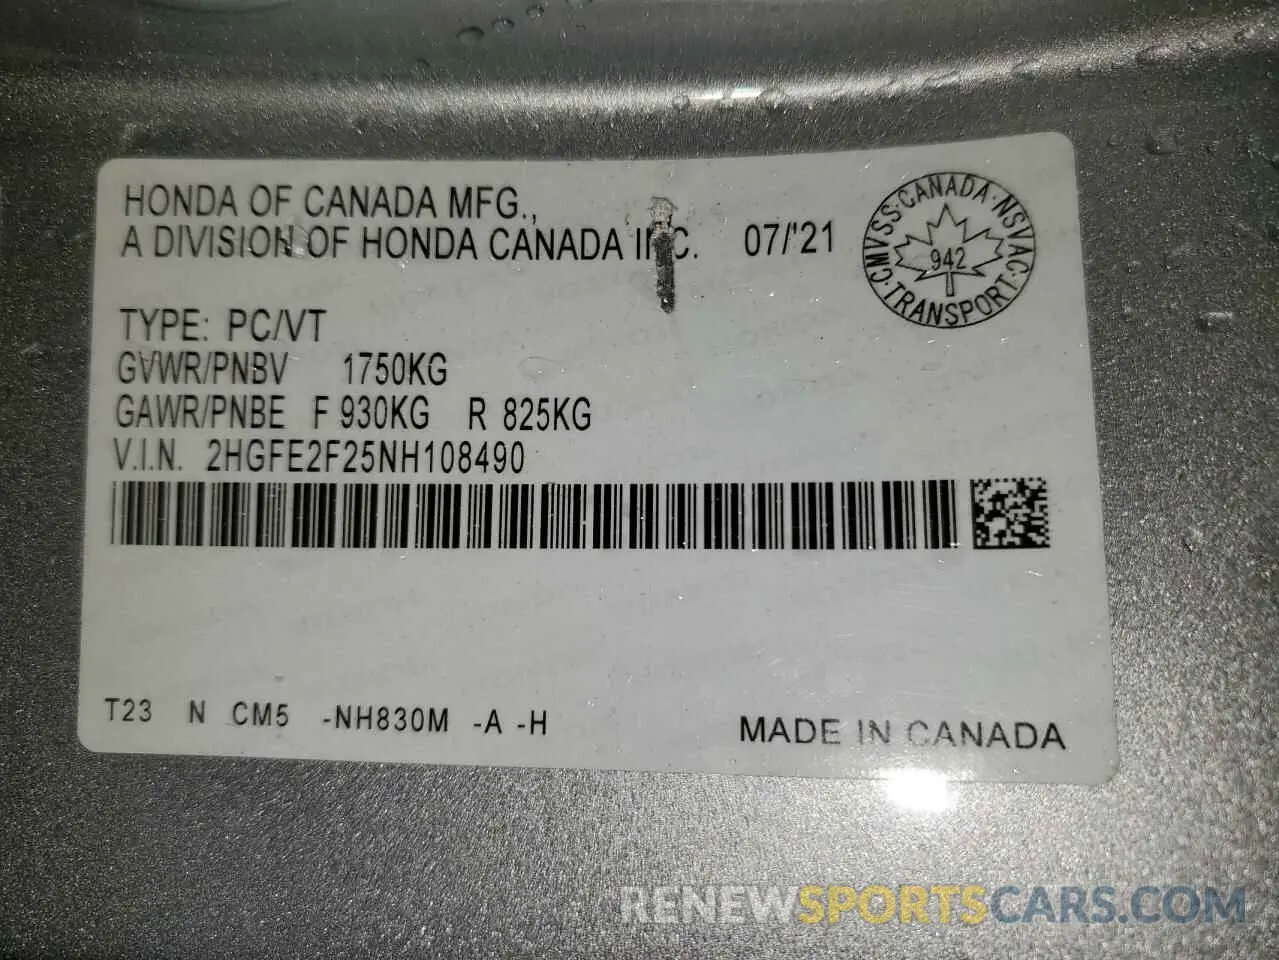 HONDA OF CANADA MFG.,
A DIVISION OF HONDA CANADA INC. 07/'21
CMVSS·CANADA·NSVAC·TRANSPORT·
942
TYPE: PC/VT
GVWR/PNBV 1750KG
GAWR/PNBE F 930KG R 825KG
V.I.N. 2HGFE2F25NH108490
T23 N CM5 -NH830M -A -H
MADE IN CANADA
RENEWSPORTSCARS.COM